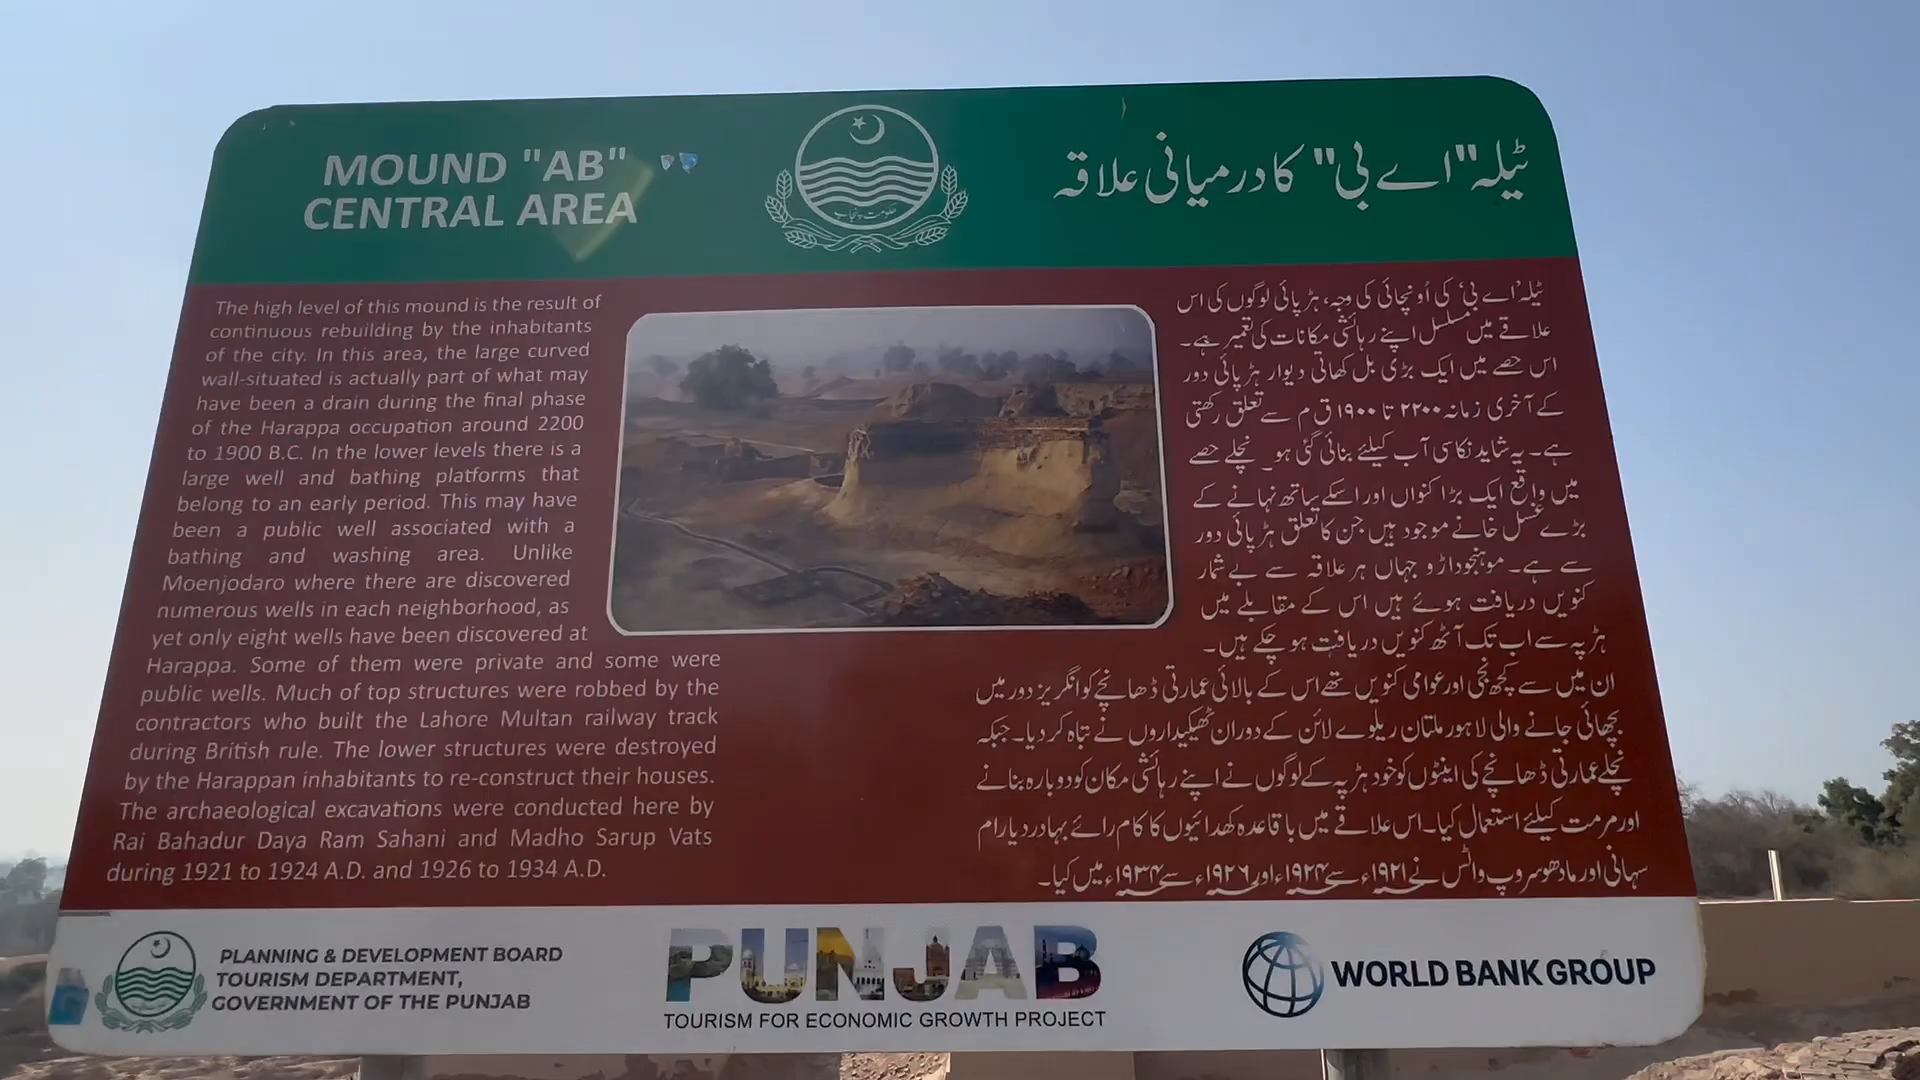 MOUND "AB"
CENTRAL AREA
حکومت پنجاب
ٹیلہ "اے بی" کا درمیانی علاقہ
The high level of this mound is the result of
continuous rebuilding by the inhabitants
of the city. In this area, the large curved
wall-situated is actually part of what may
have been a drain during the final phase
of the Harappa occupation around 2200
to 1900 B.C. In the lower levels there is a
large well and bathing platforms that
belong to an early period. This may have
been a public well associated with a
bathing and washing area. Unlike
Moenjodaro where there are discovered
numerous wells in each neighborhood, as
yet only eight wells have been discovered at
Harappa. Some of them were private and some were
public wells. Much of top structures were robbed by the
contractors who built the Lahore Multan railway track
during British rule. The lower structures were destroyed
by the Harappan inhabitants to re-construct their houses.
The archaeological excavations were conducted here by
Rai Bahadur Daya Ram Sahani and Madho Sarup Vats
during 1921 to 1924 A.D. and 1926 to 1934 A.D.
ٹیلہ 'اے بی' کی اُونچائی کی وجہ، ہڑپائی لوگوں کی اس
علاقے میں مسلسل اپنے رہائشی مکانات کی تعمیر ہے۔
اس حصے میں ایک بڑی بل کھاتی دیوار ہڑپائی دور
کے آخری زمانہ ۲۲۰۰ تا ۱۹۰۰ ق م سے تعلق رکھتی
ہے۔ یہ شاید نکاسی آب کیلئے بنائی گئی ہو۔ نچلے حصے
میں واقع ایک بڑا کنواں اور اسکے ساتھ نہانے کے
بڑے غسل خانے موجود ہیں جن کا تعلق ہڑپائی دور
سے ہے۔ موہنجوداڑو جہاں ہر علاقہ سے بے شمار
کنویں دریافت ہوئے ہیں اس کے مقابلے میں
ہڑپہ سے اب تک آٹھ کنویں دریافت ہو چکے ہیں۔
ان میں سے کچھ نجی اور عوامی کنویں تھے اس کے بالائی عمارتی ڈھانچے کو انگریز دور میں
بچھائی جانے والی لاہور ملتان ریلوے لائن کے دوران ٹھیکیداروں نے تباہ کر دیا۔ جبکہ
نچلے عمارتی ڈھانچے کی اینٹوں کو خود ہڑپہ کے لوگوں نے اپنے رہائشی مکان کو دوبارہ بنانے
اور مرمت کیلئے استعمال کیا۔ اس علاقے میں باقاعدہ کھدائیوں کا کام رائے بہادر دیا رام
سہانی اور مادھو سروپ واٹس نے ۱۹۲۱ء سے ۱۹۲۴ء اور ۱۹۲۶ء سے ۱۹۳۴ء میں کیا۔
PLANNING & DEVELOPMENT BOARD
TOURISM DEPARTMENT,
GOVERNMENT OF THE PUNJAB
PUNJAB
TOURISM FOR ECONOMIC GROWTH PROJECT
WORLD BANK GROUP